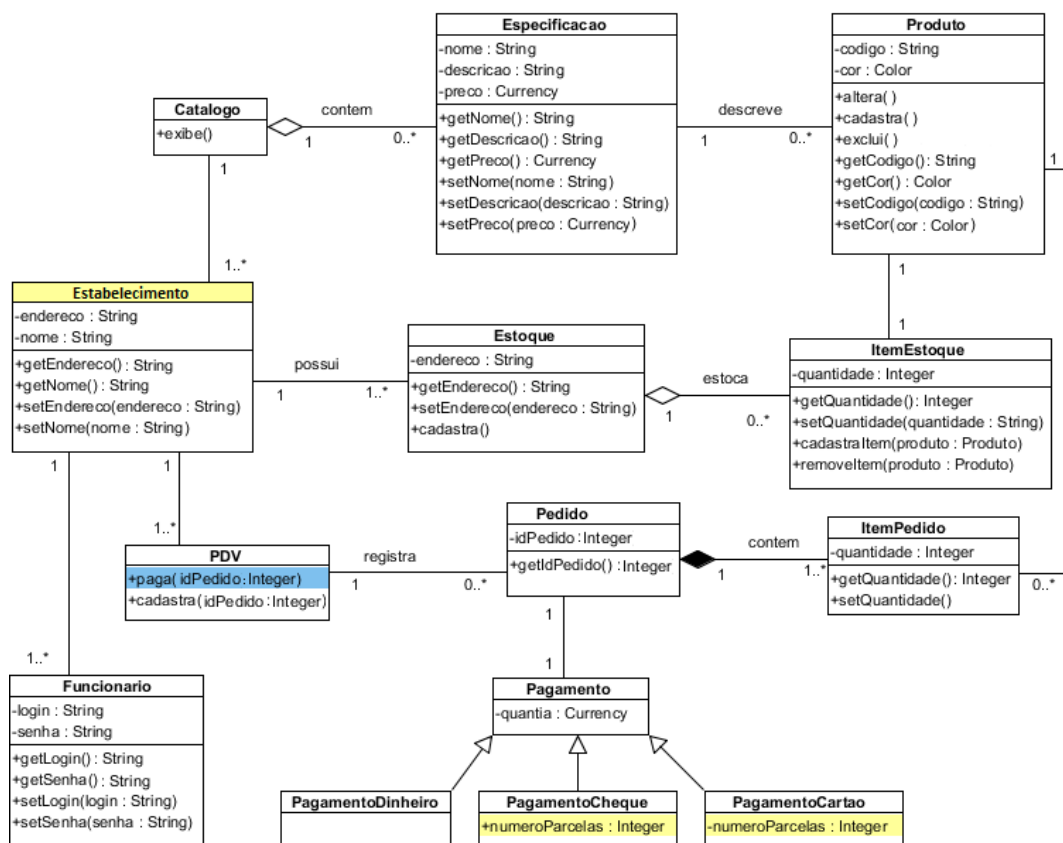 Especificacao
-nome : String
-descricao : String
-preco : Currency
+getNome() : String
+getDescricao() : String
+getPreco() : Currency
+setNome(nome : String)
+setDescricao(descricao : String)
+setPreco(preco : Currency)
Produto
-codigo : String
-cor : Color
+altera( )
+cadastra( )
+exclui( )
+getCodigo(): String
+getCor() : Color
+setCodigo(codigo : String)
+setCor( cor : Color)
Catalogo
+exibe()
contem
1
0..*
descreve
1
0..*
1
1
1..*
1
1
Estabelecimento
-endereco : String
-nome : String
+getEndereco() : String
+getNome() : String
+setEndereco(endereco : String)
+setNome(nome : String)
possui
1
1..*
Estoque
-endereco : String
+getEndereco() : String
+setEndereco(endereco : String)
+cadastra()
estoca
1
0..*
ItemEstoque
-quantidade : Integer
+getQuantidade(): Integer
+setQuantidade(quantidade : String)
+cadastraItem(produto : Produto)
+removeItem(produto : Produto)
1
1
1..*
1..*
PDV
+paga( idPedido: Integer)
+cadastra( idPedido : Integer)
registra
1
0..*
Pedido
-idPedido : Integer
+getIdPedido() : Integer
contem
1
1..*
ItemPedido
-quantidade : Integer
+getQuantidade() : Integer
+setQuantidade()
0..*
1
1
Funcionario
-login : String
-senha : String
+getLogin() : String
+getSenha() : String
+setLogin(login : String)
+setSenha(senha : String)
Pagamento
-quantia : Currency
PagamentoDinheiro
PagamentoCheque
+numeroParcelas : Integer
PagamentoCartao
-numeroParcelas : Integer